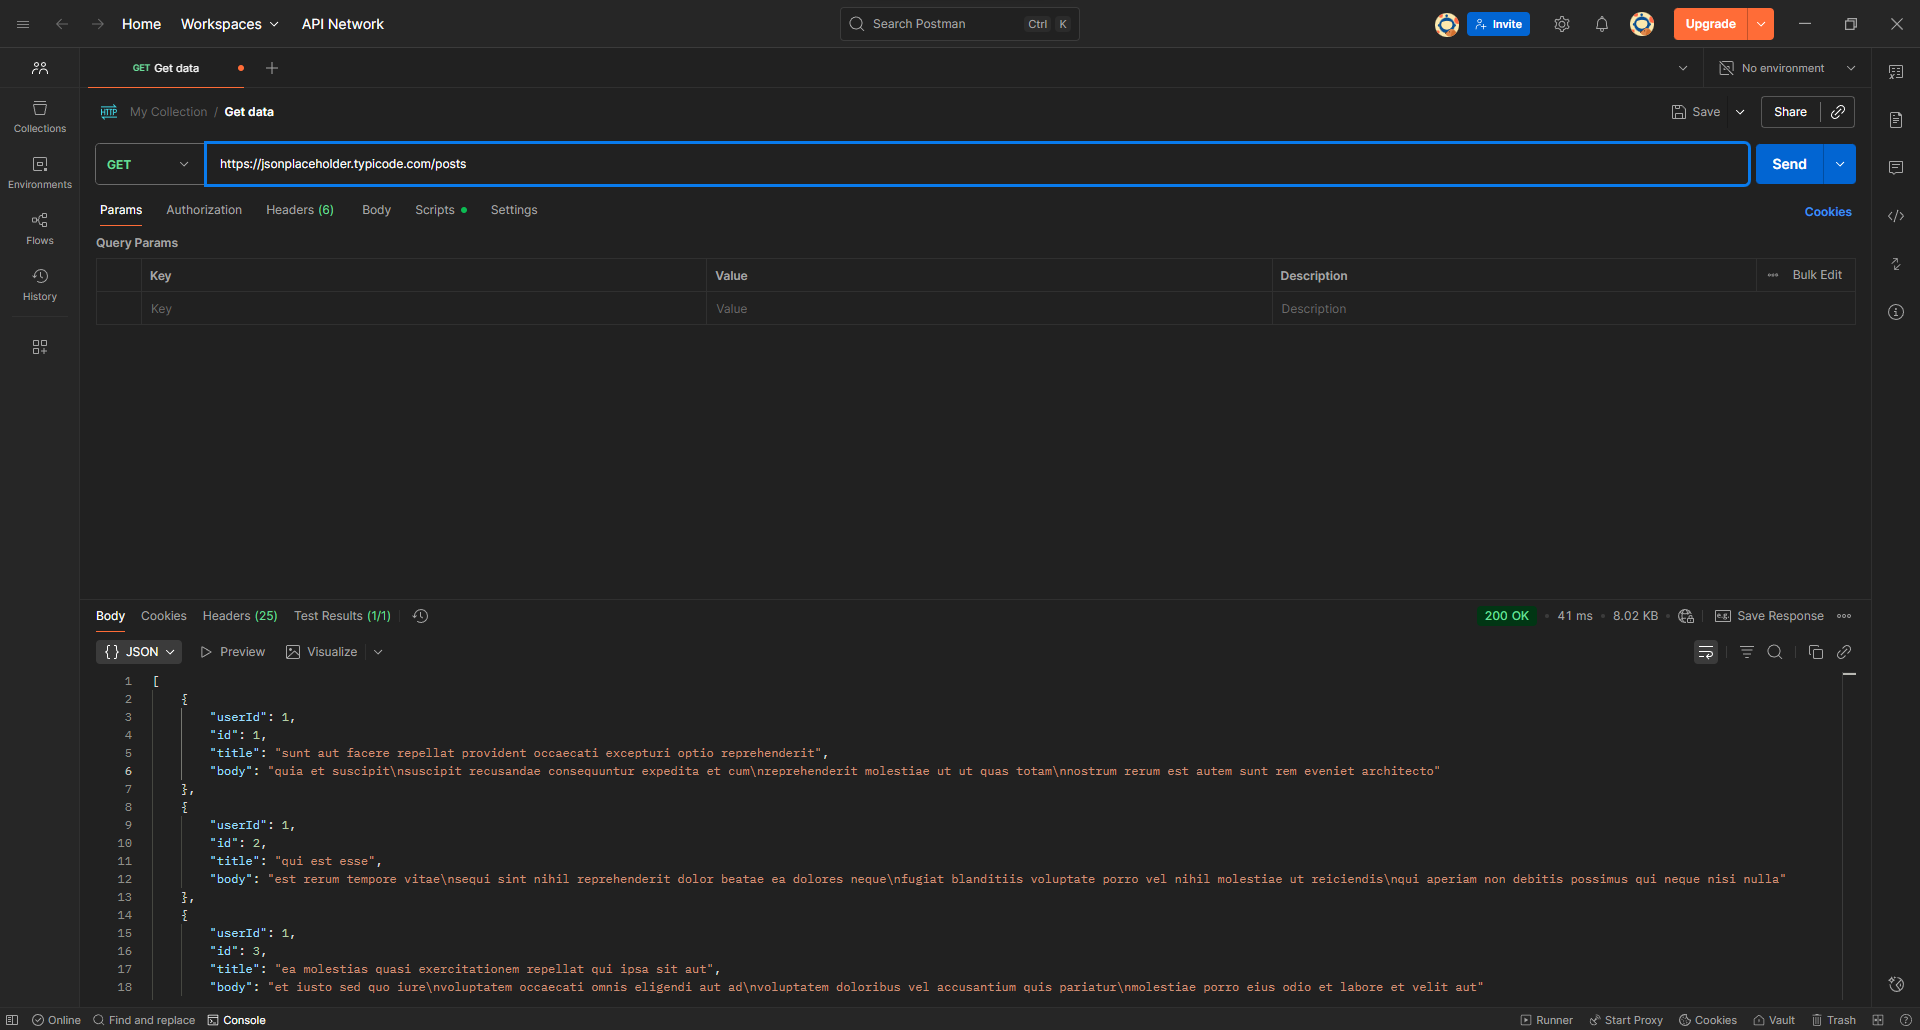 Home Workspaces API Network Search Postman Ctrl K Invite Upgrade
GET Get data No environment
HTTP My Collection / Get data Save Share
GET https://jsonplaceholder.typicode.com/posts Send
Params Authorization Headers (6) Body Scripts Settings Cookies
Query Params
Key Value Description Bulk Edit
Key Value Description
Collections
Environments
Flows
History
Body Cookies Headers (25) Test Results (1/1) 200 OK 41 ms 8.02 KB e.g. Save Response
{} JSON Preview Visualize
1 [
2 {
3 "userId": 1,
4 "id": 1,
5 "title": "sunt aut facere repellat provident occaecati excepturi optio reprehenderit",
6 "body": "quia et suscipit\nsuscipit recusandae consequuntur expedita et cum\nreprehenderit molestiae ut ut quas totam\nnostrum rerum est autem sunt rem eveniet architecto"
7 },
8 {
9 "userId": 1,
10 "id": 2,
11 "title": "qui est esse",
12 "body": "est rerum tempore vitae\nsequi sint nihil reprehenderit dolor beatae ea dolores neque\nfugiat blanditiis voluptate porro vel nihil molestiae ut reiciendis\nqui aperiam non debitis possimus qui neque nisi nulla"
13 },
14 {
15 "userId": 1,
16 "id": 3,
17 "title": "ea molestias quasi exercitationem repellat qui ipsa sit aut",
18 "body": "et iusto sed quo iure\nvoluptatem occaecati omnis eligendi aut ad\nvoluptatem doloribus vel accusantium quis pariatur\nmolestiae porro eius odio et labore et velit aut"
Online Find and replace Console Runner Start Proxy Cookies Vault Trash